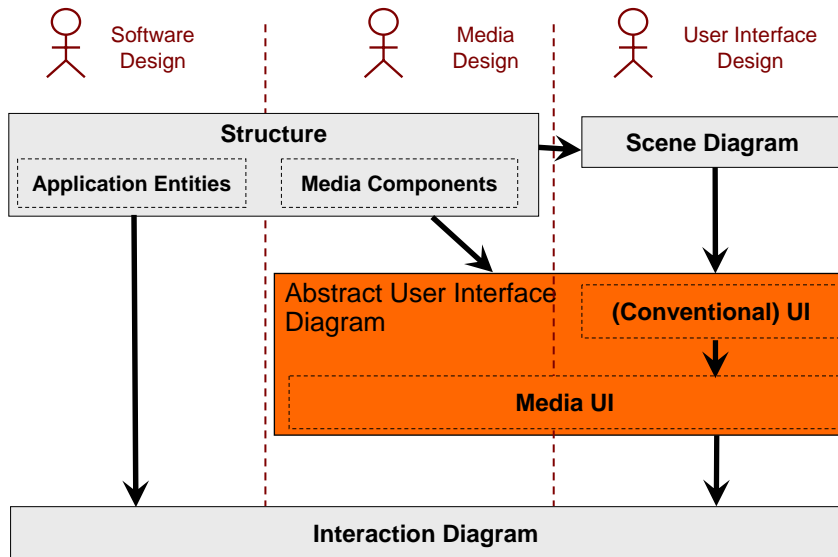 Software
Design
Media
Design
User Interface
Design
Structure
Application Entities
Media Components
Scene Diagram
Abstract User Interface
Diagram
(Conventional) UI
Media UI
Interaction Diagram